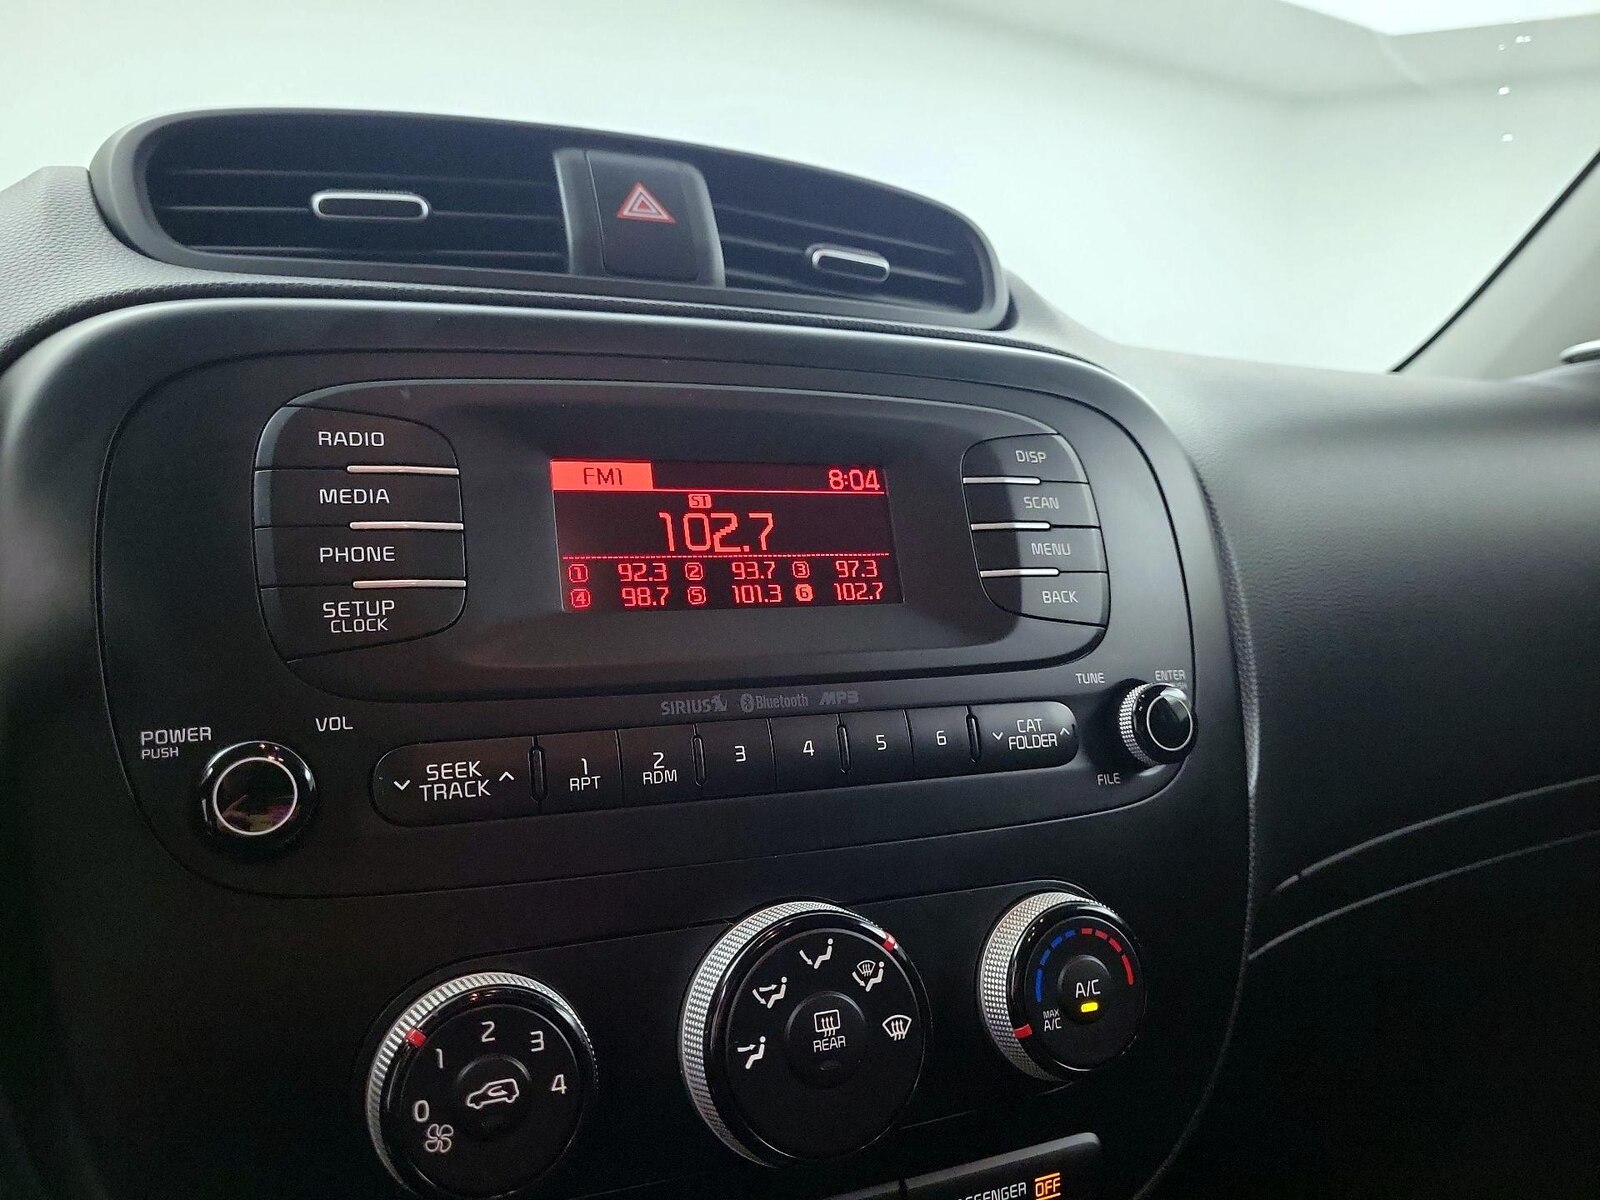 RADIO
MEDIA
PHONE
SETUP
CLOCK
FM1 8:04
ST
102.7
1 92.3 2 93.7 3 97.3
4 98.7 5 101.3 6 102.7
DISP
SCAN
MENU
BACK
SIRIUS Bluetooth MP3
POWER
PUSH
VOL
SEEK
TRACK
1
RPT
2
RDM
3
4
5
6
CAT
FOLDER
TUNE
ENTER
FILE
0 1 2 3 4
REAR
A/C
MAX
A/C
OFF